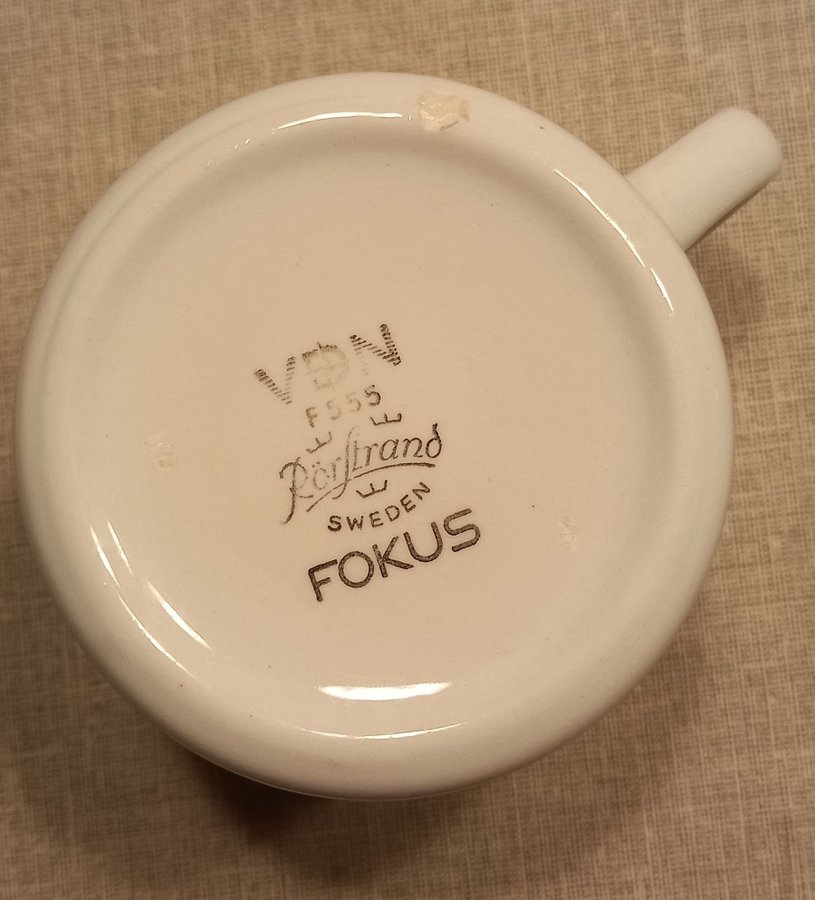 VDN
F555
Rörstrand
SWEDEN
FOKUS